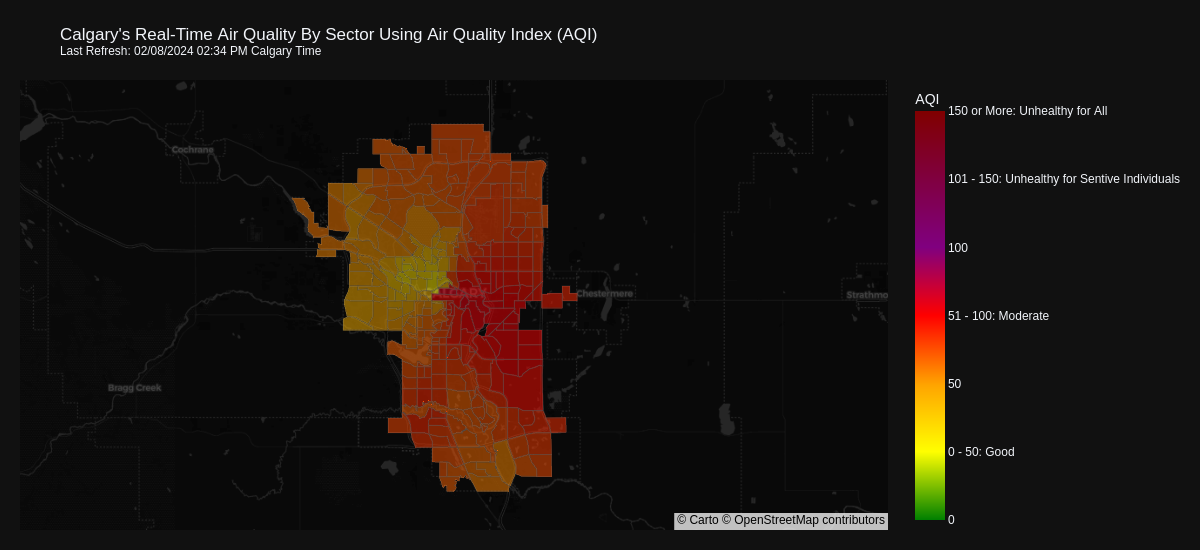 Calgary's Real-Time Air Quality By Sector Using Air Quality Index (AQI)
Last Refresh: 02/08/2024 02:34 PM Calgary Time
AQI
150 or More: Unhealthy for All
Cochrane
101 - 150: Unhealthy for Sentive Individuals
100
CALGARY
Chestermere
Strathmo
51 - 100: Moderate
50
Bragg Creek
0 - 50: Good
0
© Carto © OpenStreetMap contributors